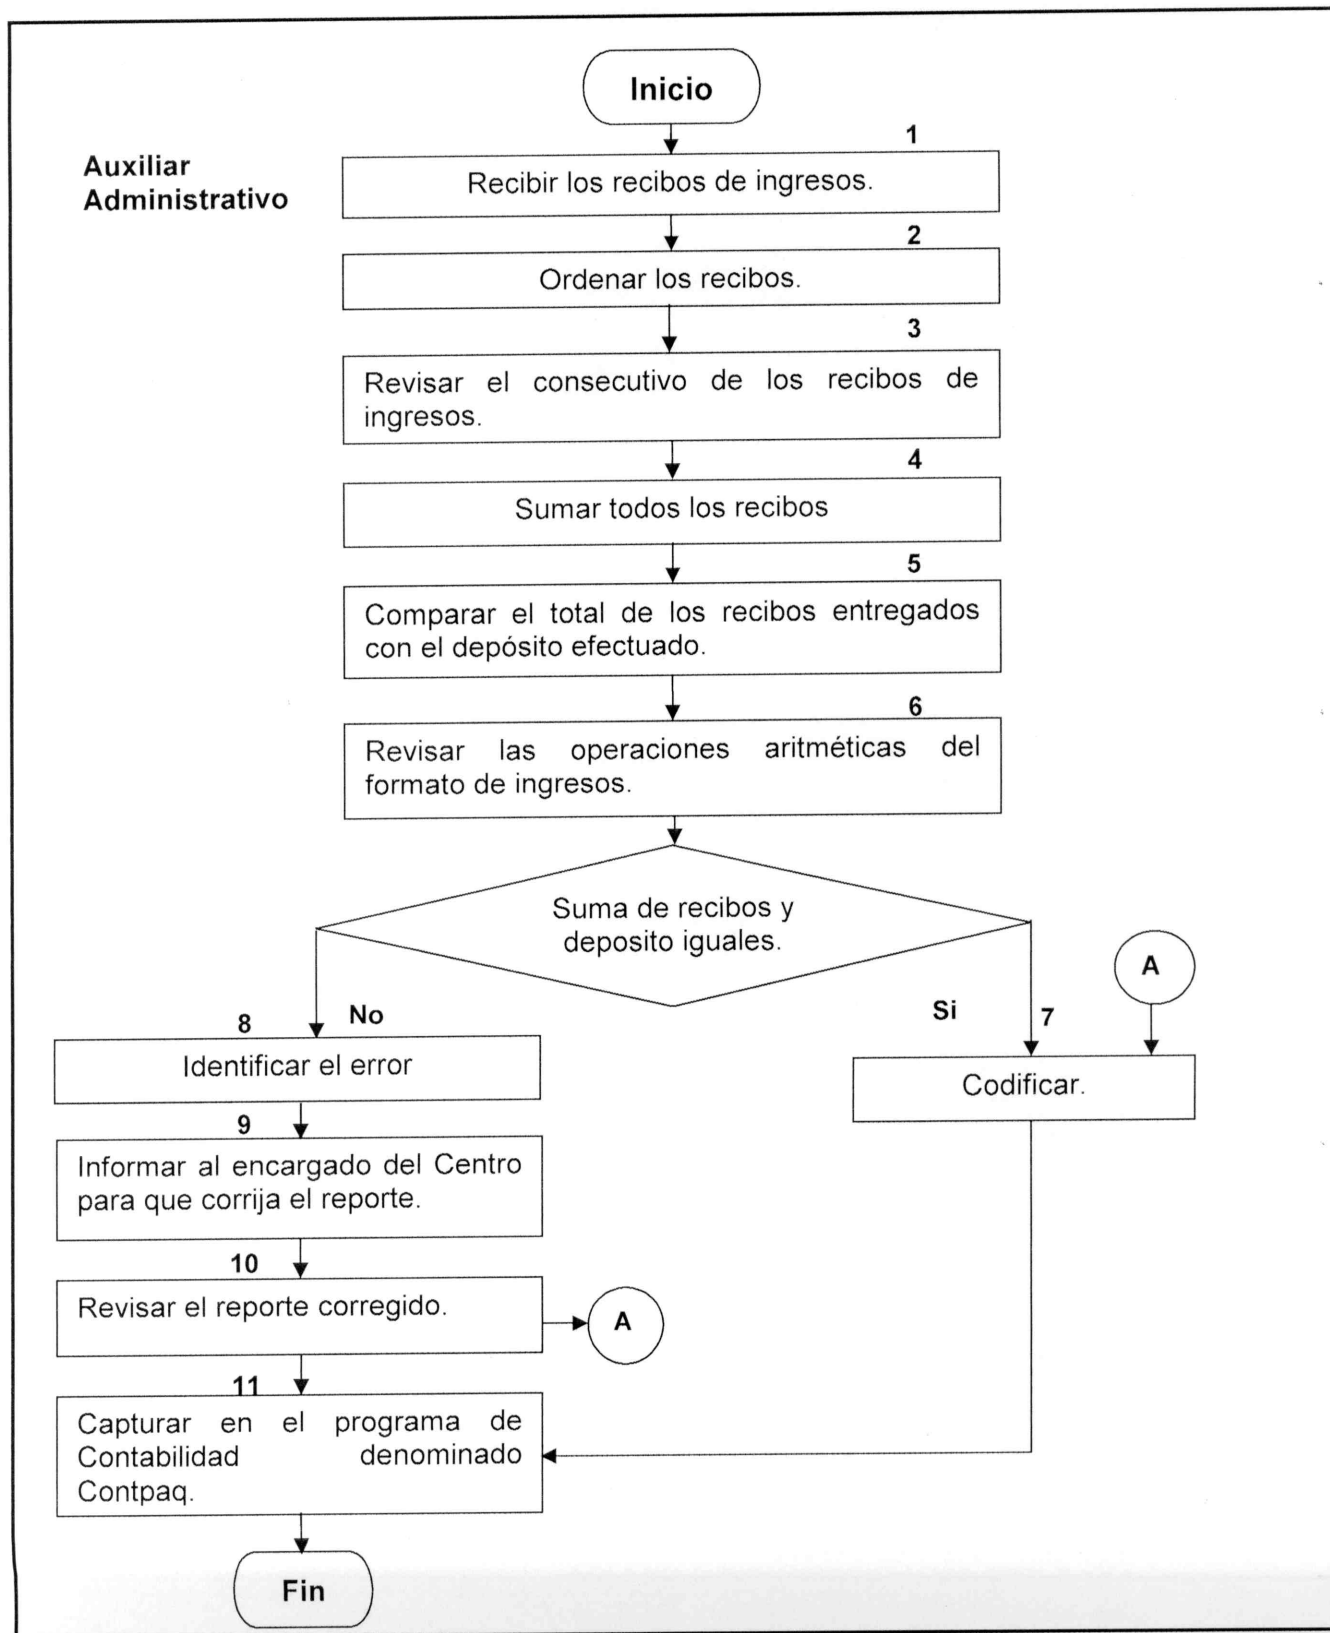 Inicio
Auxiliar
Administrativo
1
Recibir los recibos de ingresos.
2
Ordenar los recibos.
3
Revisar el consecutivo de los recibos de
ingresos.
4
Sumar todos los recibos
5
Comparar el total de los recibos entregados
con el depósito efectuado.
6
Revisar las operaciones aritméticas del
formato de ingresos.
Suma de recibos y
deposito iguales.
A
No
Si
8
7
Identificar el error
Codificar.
9
Informar al encargado del Centro
para que corrija el reporte.
10
Revisar el reporte corregido.
A
11
Capturar en el programa de
Contabilidad denominado
Contpaq.
Fin